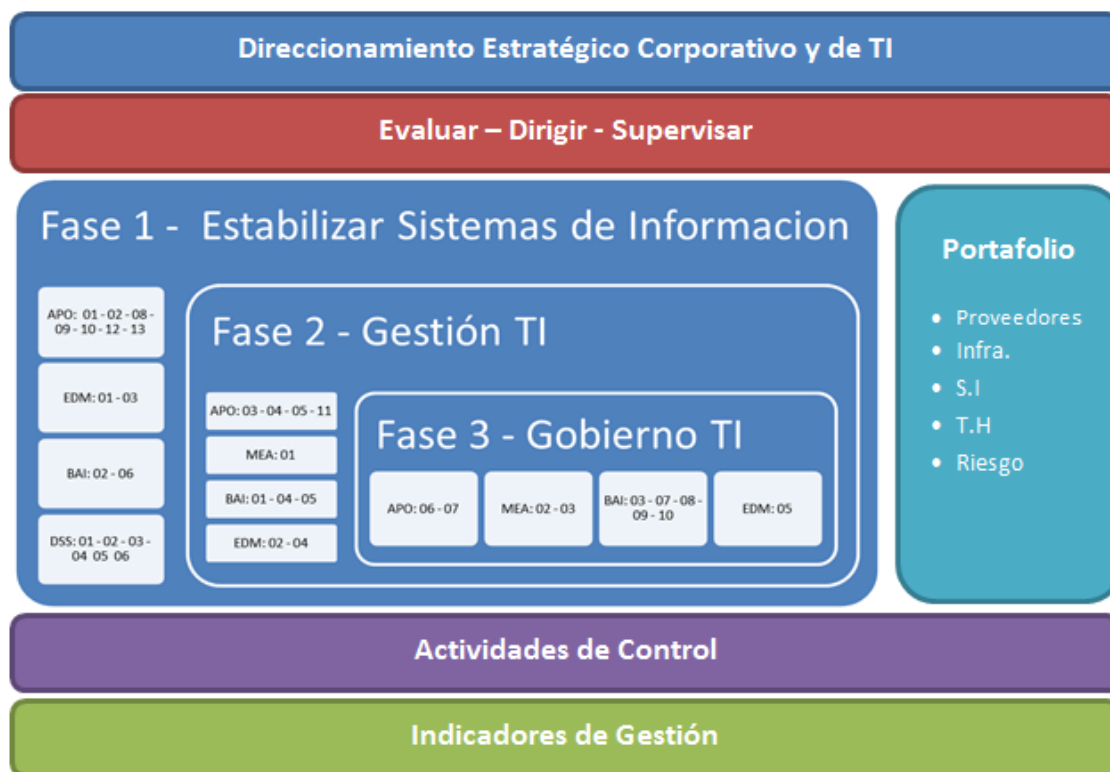 Direccionamiento Estratégico Corporativo y de TI
Evaluar – Dirigir - Supervisar
Fase 1 - Estabilizar Sistemas de Informacion
APO: 01 - 02 - 08 -
09 - 10 - 12 - 13
EDM: 01 - 03
BAI: 02 - 06
DSS: 01 - 02 - 03 -
04 05 06
Fase 2 - Gestión TI
APO: 03 - 04 - 05 - 11
MEA: 01
BAI: 01 - 04 - 05
EDM: 02 - 04
Fase 3 - Gobierno TI
APO: 06 - 07
MEA: 02 - 03
BAI: 03 - 07 - 08 -
09 - 10
EDM: 05
Portafolio
• Proveedores
• Infra.
• S.I
• T.H
• Riesgo
Actividades de Control
Indicadores de Gestión